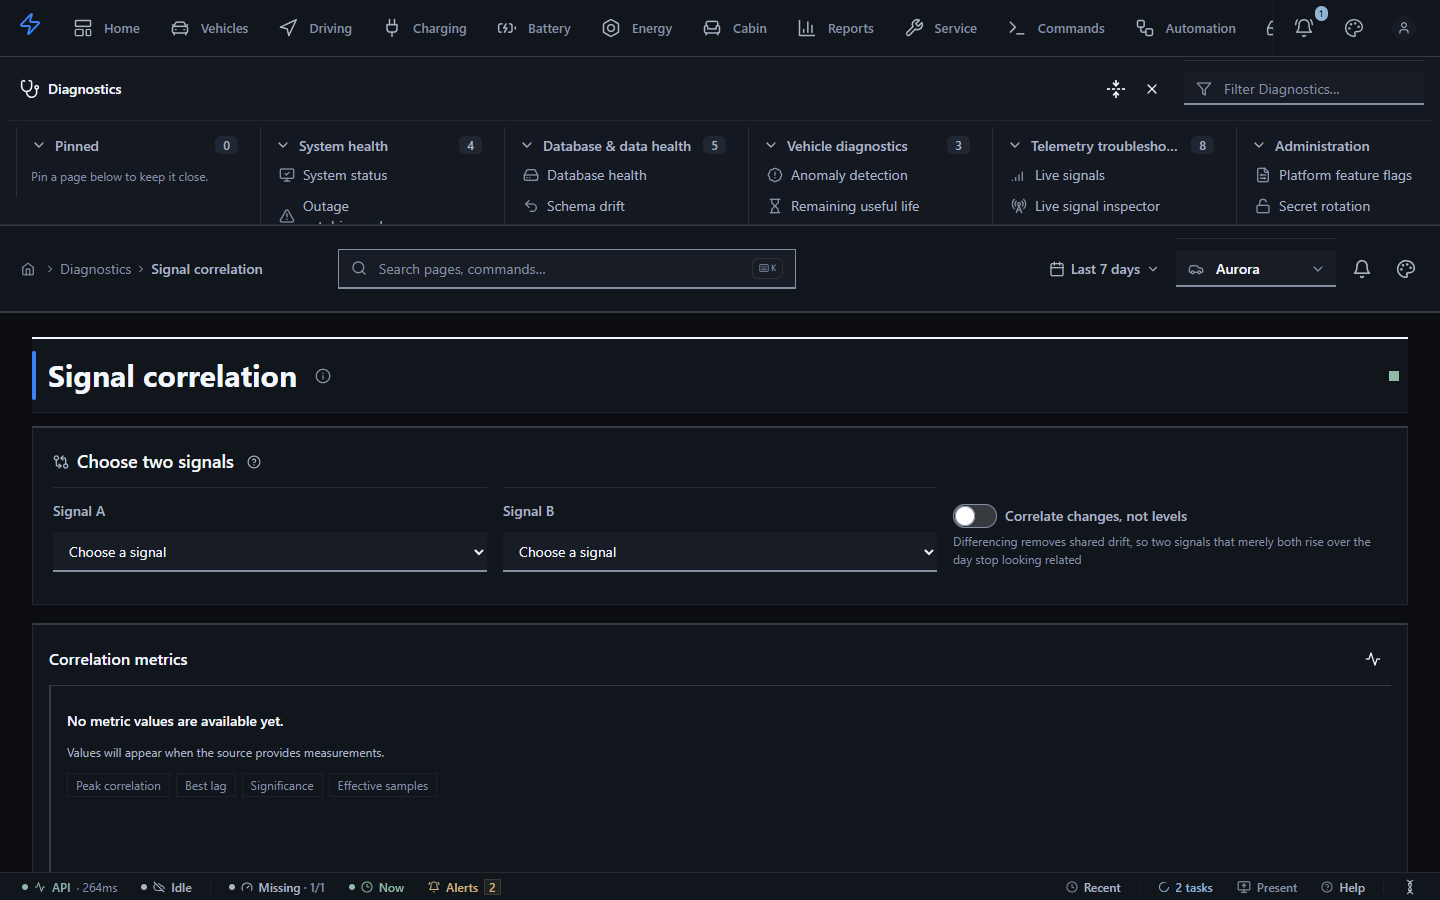 Home
Vehicles
Driving
Charging
Battery
Energy
Cabin
Reports
Service
Commands
Automation
1
Diagnostics
Filter Diagnostics...
Pinned 0
Pin a page below to keep it close.
System health 4
System status
Outage
Database & data health 5
Database health
Schema drift
Vehicle diagnostics 3
Anomaly detection
Remaining useful life
Telemetry troublesho... 8
Live signals
Live signal inspector
Administration
Platform feature flags
Secret rotation
Diagnostics
Signal correlation
Search pages, commands...
K
Last 7 days
Aurora
Signal correlation
Choose two signals
Signal A
Choose a signal
Signal B
Choose a signal
Correlate changes, not levels
Differencing removes shared drift, so two signals that merely both rise over the
day stop looking related
Correlation metrics
No metric values are available yet.
Values will appear when the source provides measurements.
Peak correlation
Best lag
Significance
Effective samples
API · 264ms
Idle
Missing · 1/1
Now
Alerts 2
Recent
2 tasks
Present
Help